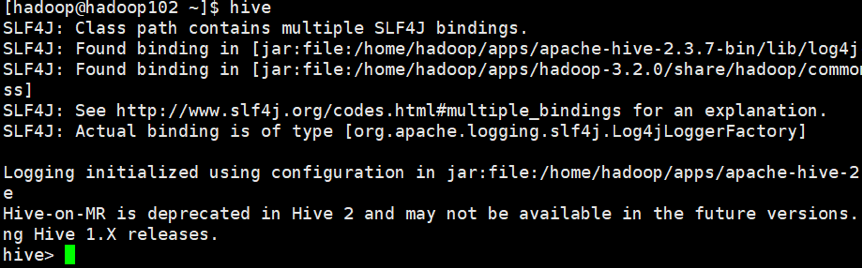 [hadoop@hadoop102 ~]$ hive
SLF4J: Class path contains multiple SLF4J bindings.
SLF4J: Found binding in [jar:file:/home/hadoop/apps/apache-hive-2.3.7-bin/lib/log4j
SLF4J: Found binding in [jar:file:/home/hadoop/apps/hadoop-3.2.0/share/hadoop/commo
ss]
SLF4J: See http://www.slf4j.org/codes.html#multiple_bindings for an explanation.
SLF4J: Actual binding is of type [org.apache.logging.slf4j.Log4jLoggerFactory]
Logging initialized using configuration in jar:file:/home/hadoop/apps/apache-hive-2
e
Hive-on-MR is deprecated in Hive 2 and may not be available in the future versions.
ng Hive 1.X releases.
hive>